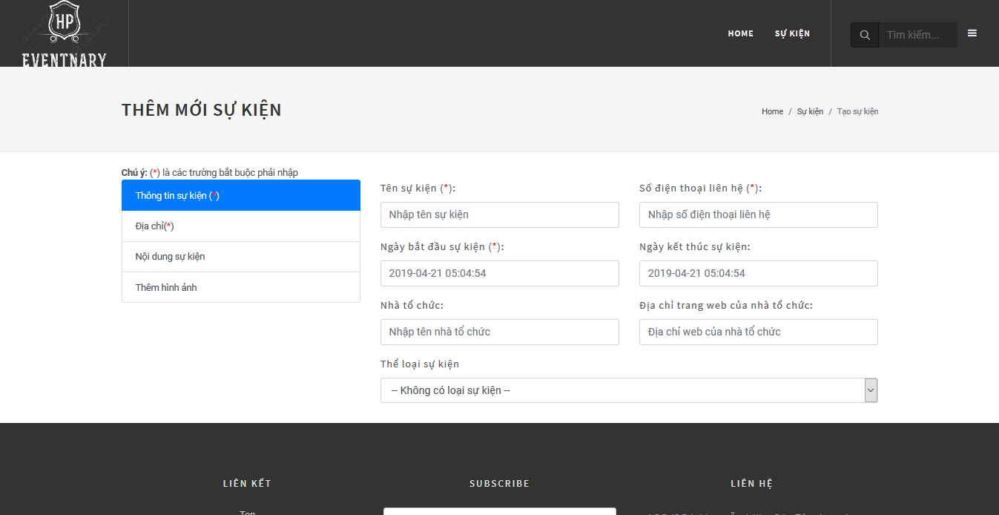 HP
EVENTNARY
HOME
SỰ KIỆN
Tìm kiếm...
THÊM MỚI SỰ KIỆN
Home / Sự kiện / Tạo sự kiện
Chú ý: (*) là các trường bắt buộc phải nhập
Thông tin sự kiện (*)
Địa chỉ(*)
Nội dung sự kiện
Thêm hình ảnh
Tên sự kiện (*):
Số điện thoại liên hệ (*):
Nhập tên sự kiện
Nhập số điện thoại liên hệ
Ngày bắt đầu sự kiện (*):
Ngày kết thúc sự kiện:
2019-04-21 05:04:54
2019-04-21 05:04:54
Nhà tổ chức:
Địa chỉ trang web của nhà tổ chức:
Nhập tên nhà tổ chức
Địa chỉ web của nhà tổ chức
Thể loại sự kiện
-- Không có loại sự kiện --
LIÊN KẾT
SUBSCRIBE
LIÊN HỆ
Top